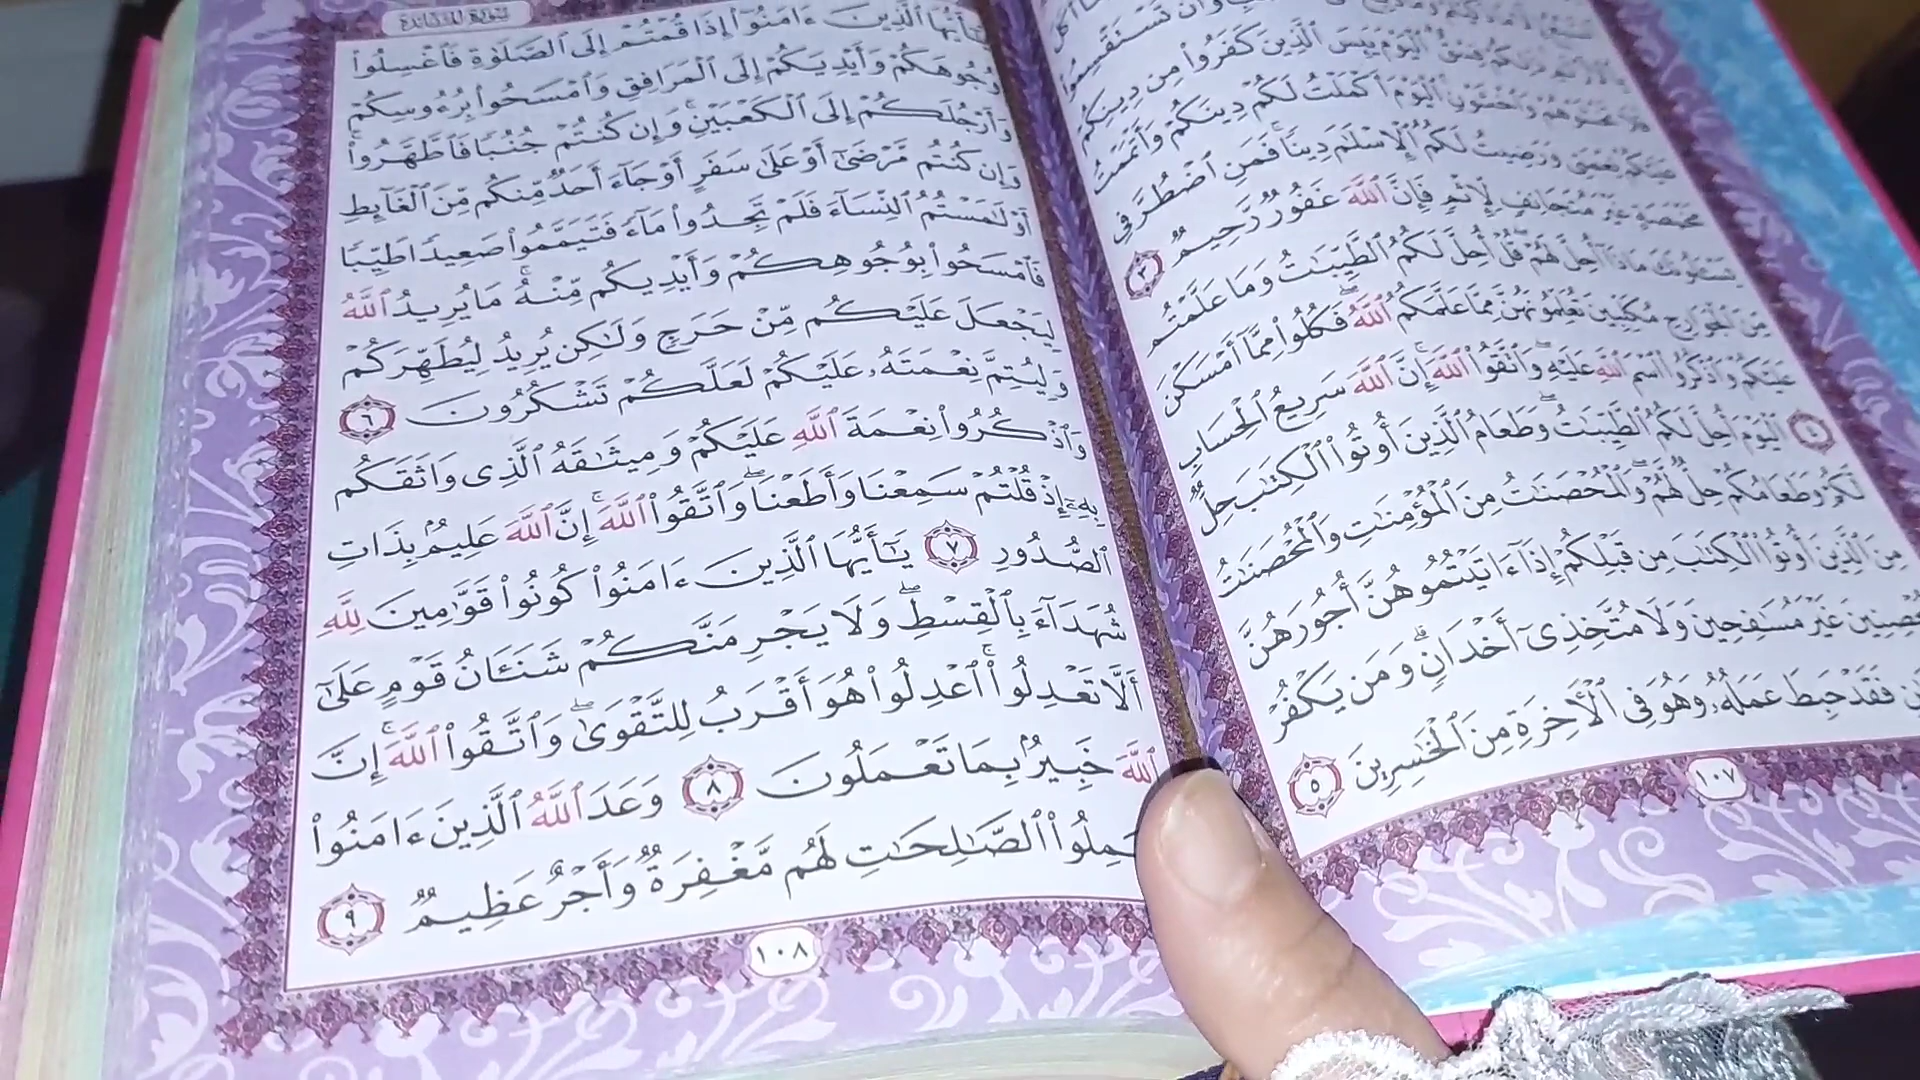 وَأَن تَسْتَقْسِمُوا۟
ٱلْيَوْمَ يَئِسَ ٱلَّذِينَ كَفَرُوا۟ مِن دِينِكُمْ
ٱلْيَوْمَ أَكْمَلْتُ لَكُمْ دِينَكُمْ وَأَتْمَمْتُ
عَلَيْكُمْ نِعْمَتِى وَرَضِيتُ لَكُمُ ٱلْإِسْلَٰمَ دِينًا ۚ فَمَنِ ٱضْطُرَّ فِى
مَخْمَصَةٍ غَيْرَ مُتَجَانِفٍ لِّإِثْمٍ ۙ فَإِنَّ ٱللَّهَ غَفُورٌ رَّحِيمٌ ٣
يَسْـَٔلُونَكَ مَاذَآ أُحِلَّ لَهُمْ ۖ قُلْ أُحِلَّ لَكُمُ ٱلطَّيِّبَٰتُ ۙ وَمَا عَلَّمْتُم
مِّنَ ٱلْجَوَارِحِ مُكَلِّبِينَ تُعَلِّمُونَهُنَّ مِمَّا عَلَّمَكُمُ ٱللَّهُ ۖ فَكُلُوا۟ مِمَّآ أَمْسَكْنَ
عَلَيْكُمْ وَٱذْكُرُوا۟ ٱسْمَ ٱللَّهِ عَلَيْهِ ۖ وَٱتَّقُوا۟ ٱللَّهَ ۚ إِنَّ ٱللَّهَ سَرِيعُ ٱلْحِسَابِ
٤ ٱلْيَوْمَ أُحِلَّ لَكُمُ ٱلطَّيِّبَٰتُ ۖ وَطَعَامُ ٱلَّذِينَ أُوتُوا۟ ٱلْكِتَٰبَ حِلٌّ
لَّكُمْ وَطَعَامُكُمْ حِلٌّ لَّهُمْ ۖ وَٱلْمُحْصَنَٰتُ مِنَ ٱلْمُؤْمِنَٰتِ وَٱلْمُحْصَنَٰتُ
مِنَ ٱلَّذِينَ أُوتُوا۟ ٱلْكِتَٰبَ مِن قَبْلِكُمْ إِذَآ ءَاتَيْتُمُوهُنَّ أُجُورَهُنَّ
مُحْصِنِينَ غَيْرَ مُسَٰفِحِينَ وَلَا مُتَّخِذِىٓ أَخْدَانٍ ۗ وَمَن يَكْفُرْ
فَقَدْ حَبِطَ عَمَلُهُۥ وَهُوَ فِى ٱلْـَٔاخِرَةِ مِنَ ٱلْخَٰسِرِينَ ٥
١٠٧
يَٰٓأَيُّهَا ٱلَّذِينَ ءَامَنُوٓا۟ إِذَا قُمْتُمْ إِلَى ٱلصَّلَوٰةِ فَٱغْسِلُوا۟
وُجُوهَكُمْ وَأَيْدِيَكُمْ إِلَى ٱلْمَرَافِقِ وَٱمْسَحُوا۟ بِرُءُوسِكُمْ
وَأَرْجُلَكُمْ إِلَى ٱلْكَعْبَيْنِ ۚ وَإِن كُنتُمْ جُنُبًا فَٱطَّهَّرُوا۟ ۚ
وَإِن كُنتُم مَّرْضَىٰٓ أَوْ عَلَىٰ سَفَرٍ أَوْ جَآءَ أَحَدٌ مِّنكُم مِّنَ ٱلْغَآئِطِ
أَوْ لَٰمَسْتُمُ ٱلنِّسَآءَ فَلَمْ تَجِدُوا۟ مَآءً فَتَيَمَّمُوا۟ صَعِيدًا طَيِّبًا
فَٱمْسَحُوا۟ بِوُجُوهِكُمْ وَأَيْدِيكُم مِّنْهُ ۚ مَا يُرِيدُ ٱللَّهُ
لِيَجْعَلَ عَلَيْكُم مِّنْ حَرَجٍ وَلَٰكِن يُرِيدُ لِيُطَهِّرَكُمْ
وَلِيُتِمَّ نِعْمَتَهُۥ عَلَيْكُمْ لَعَلَّكُمْ تَشْكُرُونَ ٦
وَٱذْكُرُوا۟ نِعْمَةَ ٱللَّهِ عَلَيْكُمْ وَمِيثَٰقَهُ ٱلَّذِى وَاثَقَكُم
بِهِۦٓ إِذْ قُلْتُمْ سَمِعْنَا وَأَطَعْنَا ۖ وَٱتَّقُوا۟ ٱللَّهَ ۚ إِنَّ ٱللَّهَ عَلِيمٌۢ بِذَاتِ
ٱلصُّدُورِ ٧ يَٰٓأَيُّهَا ٱلَّذِينَ ءَامَنُوا۟ كُونُوا۟ قَوَّٰمِينَ لِلَّهِ
شُهَدَآءَ بِٱلْقِسْطِ ۖ وَلَا يَجْرِمَنَّكُمْ شَنَـَٔانُ قَوْمٍ عَلَىٰٓ
أَلَّا تَعْدِلُوا۟ ۚ ٱعْدِلُوا۟ هُوَ أَقْرَبُ لِلتَّقْوَىٰ ۖ وَٱتَّقُوا۟ ٱللَّهَ ۚ إِنَّ
ٱللَّهَ خَبِيرٌۢ بِمَا تَعْمَلُونَ ٨ وَعَدَ ٱللَّهُ ٱلَّذِينَ ءَامَنُوا۟
وَعَمِلُوا۟ ٱلصَّٰلِحَٰتِ ۙ لَهُم مَّغْفِرَةٌ وَأَجْرٌ عَظِيمٌ ٩
١٠٨